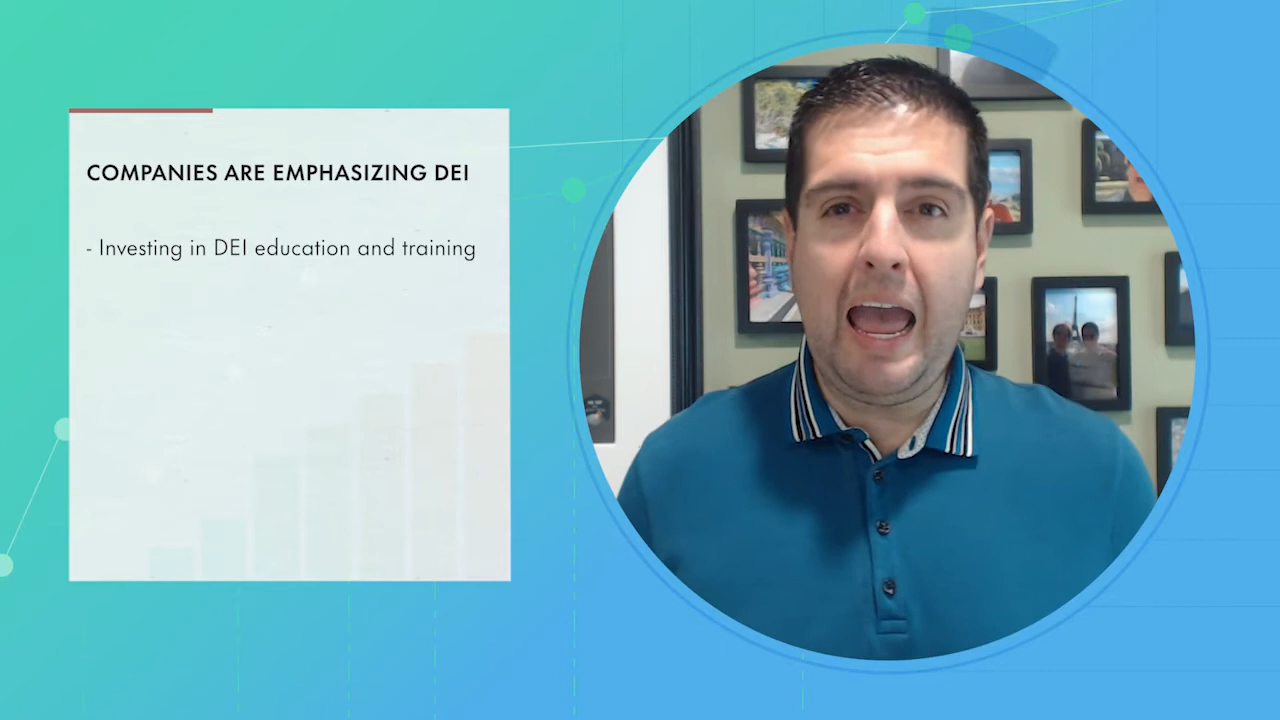 COMPANIES ARE EMPHASIZING DEI
- Investing in DEI education and training